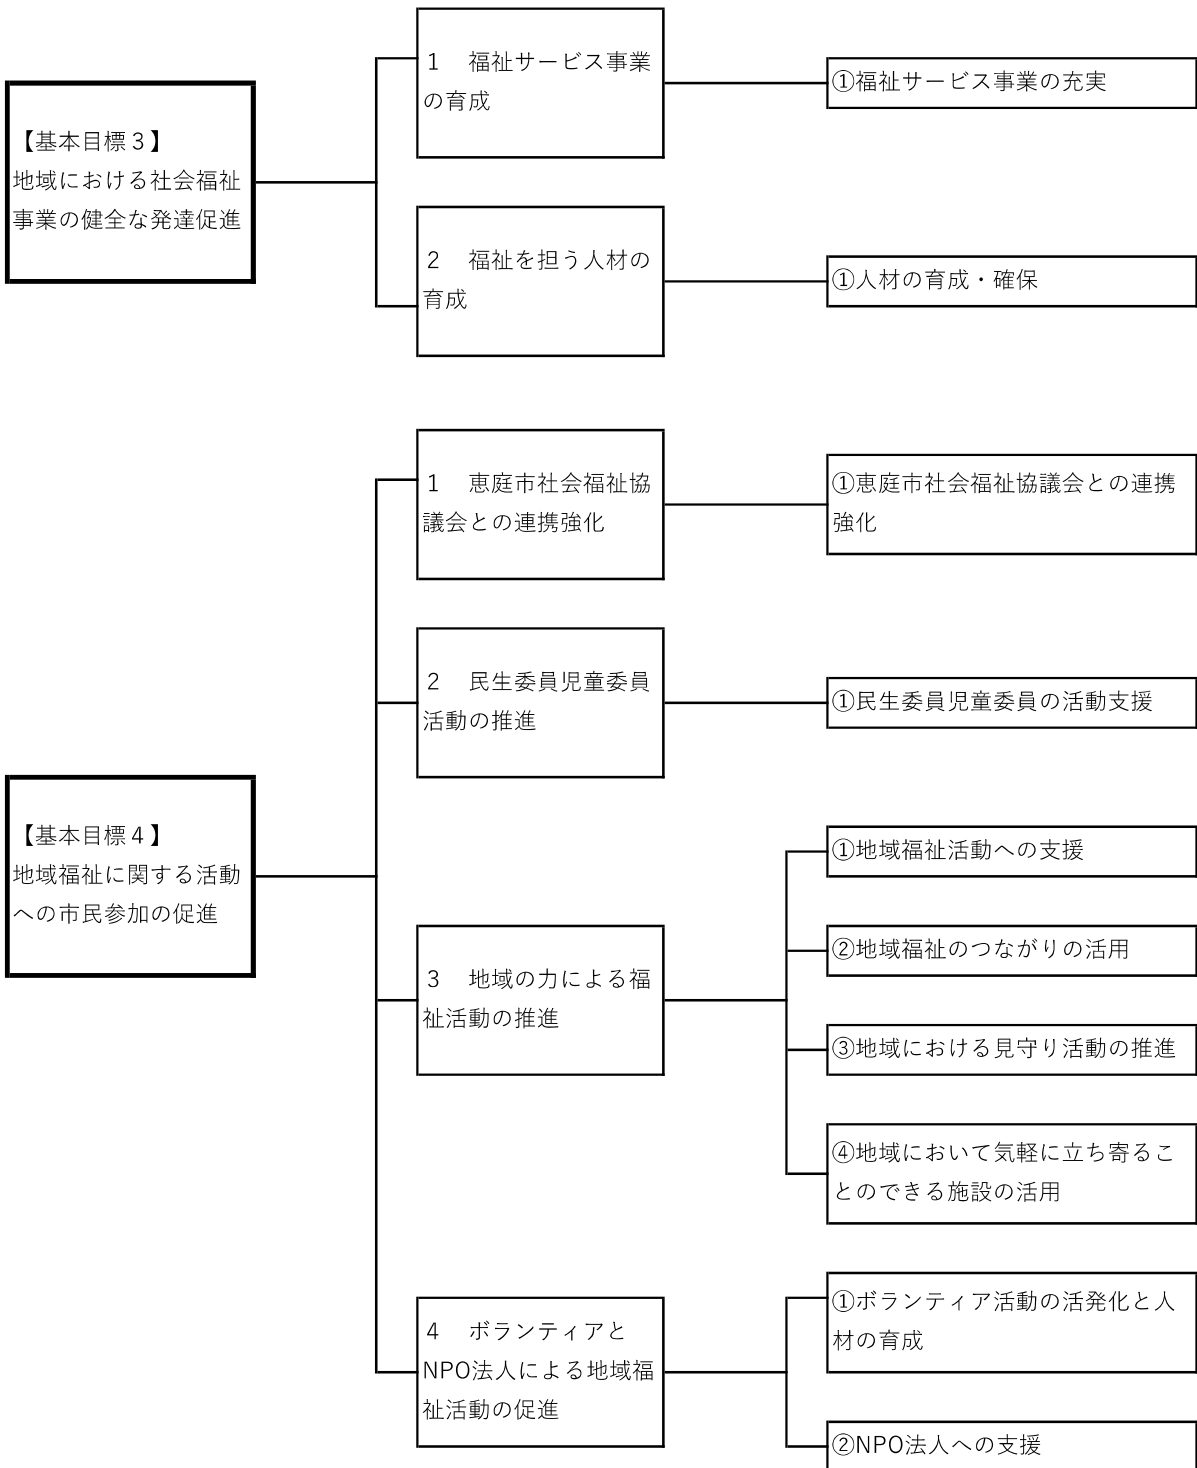 【基本目標３】
地域における社会福祉
事業の健全な発達促進
１　福祉サービス事業
の育成
①福祉サービス事業の充実
２　福祉を担う人材の
育成
①人材の育成・確保
【基本目標４】
地域福祉に関する活動
への市民参加の促進
１　恵庭市社会福祉協
議会との連携強化
①恵庭市社会福祉協議会との連携
強化
２　民生委員児童委員
活動の推進
①民生委員児童委員の活動支援
３　地域の力による福
祉活動の推進
①地域福祉活動への支援
②地域福祉のつながりの活用
③地域における見守り活動の推進
④地域において気軽に立ち寄るこ
とのできる施設の活用
４　ボランティアと
NPO法人による地域福
祉活動の促進
①ボランティア活動の活発化と人
材の育成
②NPO法人への支援